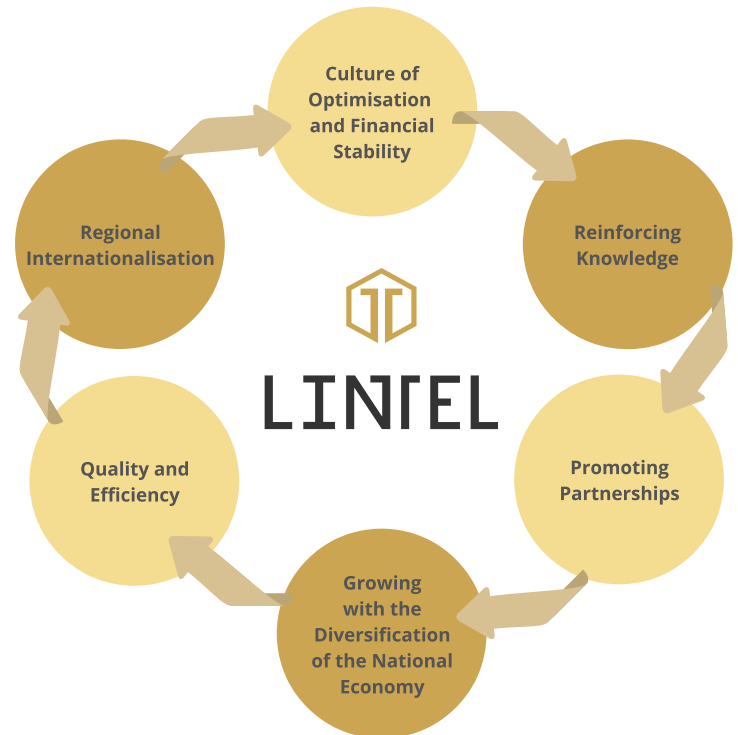 Culture of
Optimisation
and Financial
Stability
Reinforcing
Knowledge
Promoting
Partnerships
Growing
with the
Diversification
of the National
Economy
Quality and
Efficiency
Regional
Internationalisation
LINTEL